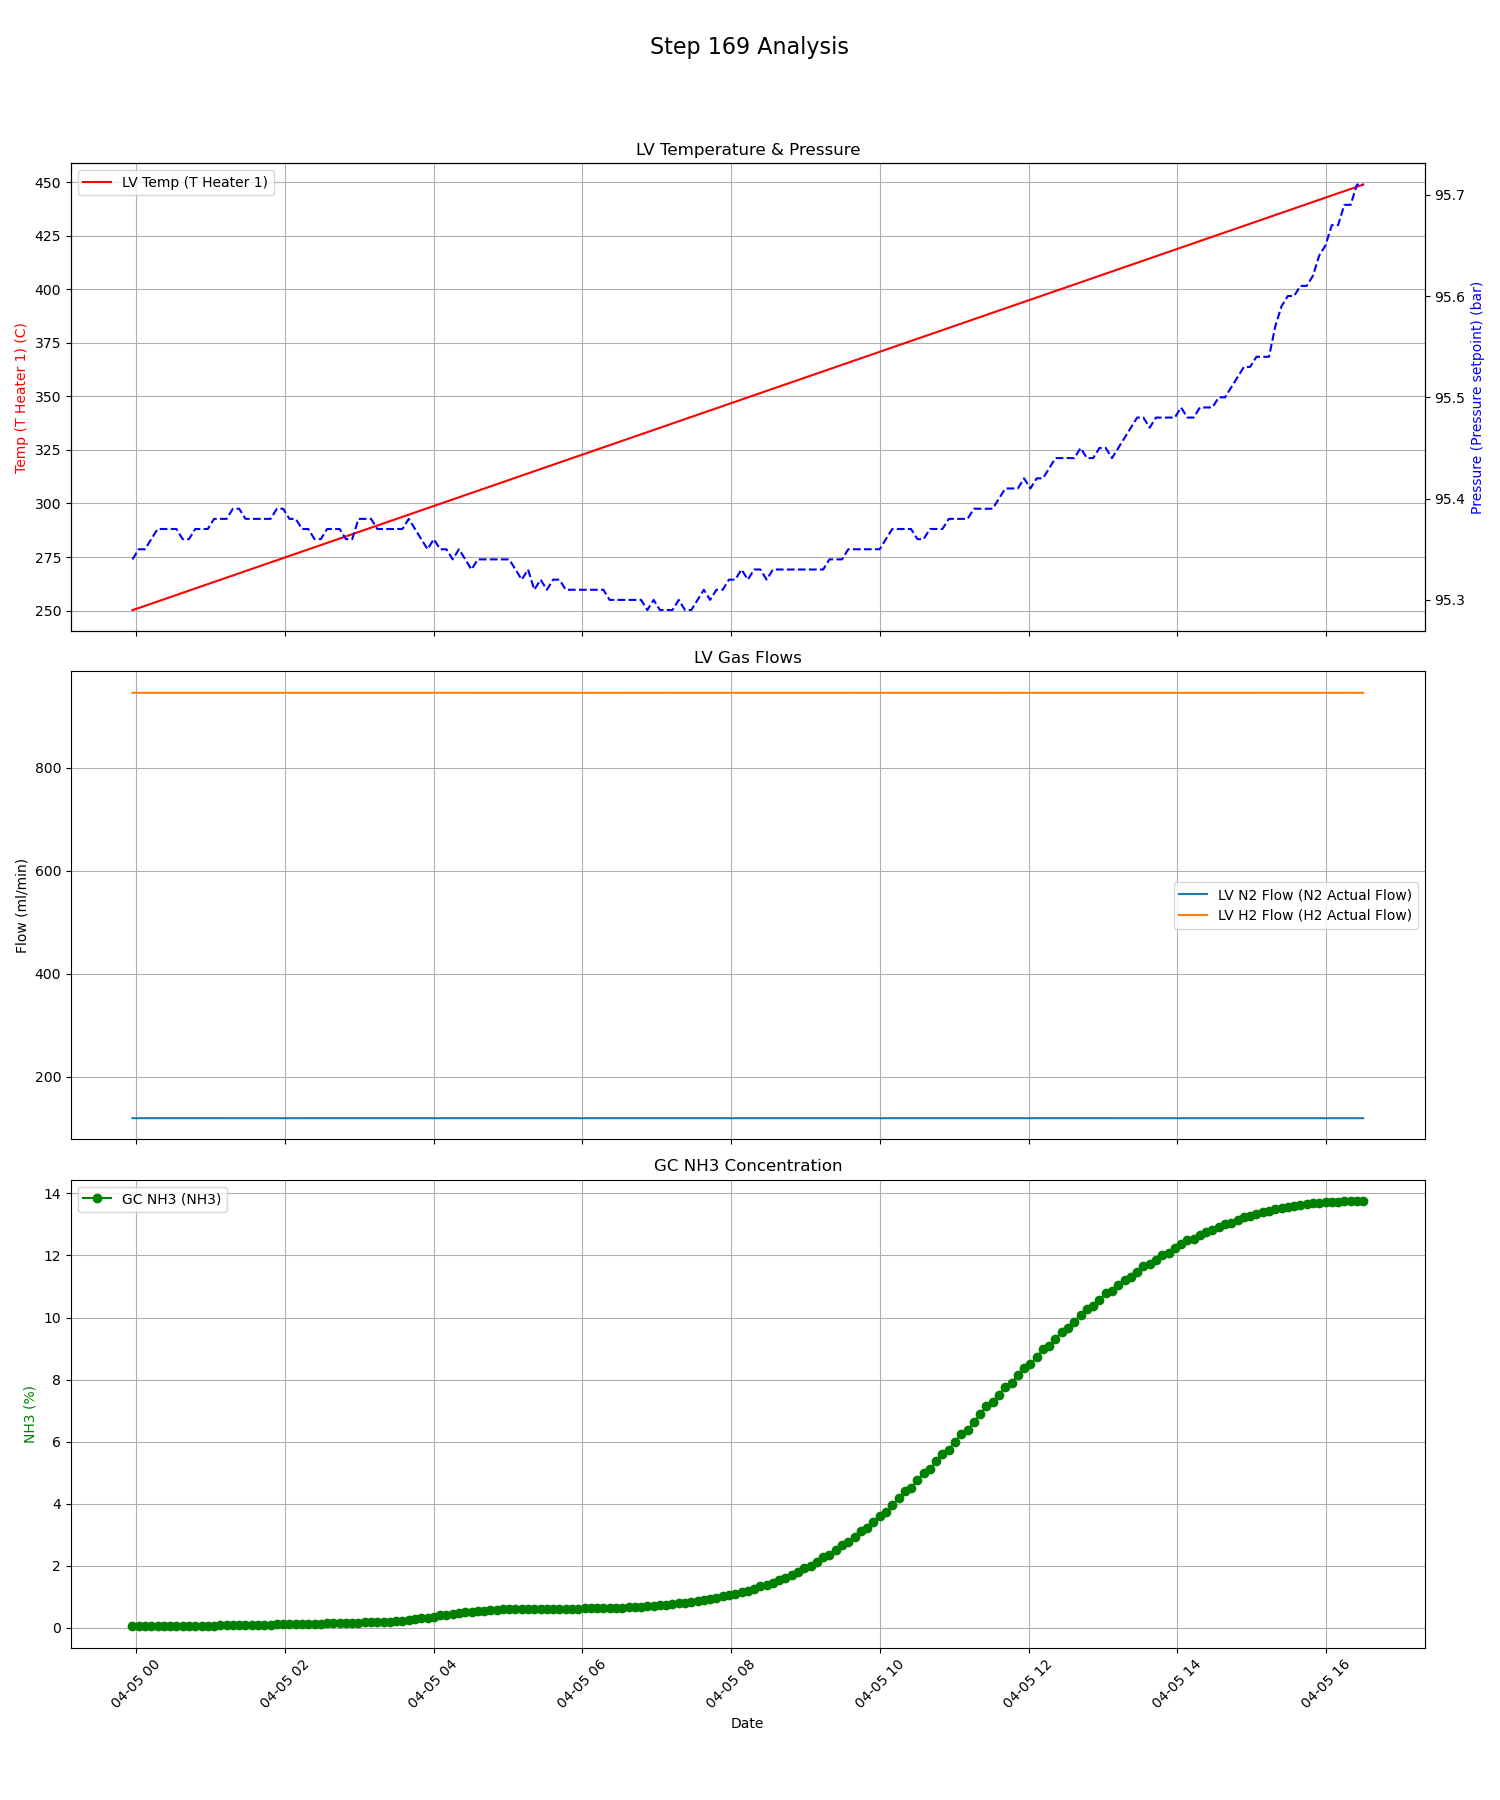 Step 169 Analysis
LV Temperature & Pressure
LV Temp (T Heater 1)
Temp (T Heater 1) (C)
450
425
400
375
350
325
300
275
250
95.7
95.6
95.5
95.4
95.3
Pressure (Pressure setpoint) (bar)
LV Gas Flows
Flow (ml/min)
800
600
400
200
LV N2 Flow (N2 Actual Flow)
LV H2 Flow (H2 Actual Flow)
GC NH3 Concentration
GC NH3 (NH3)
NH3 (%)
14
12
10
8
6
4
2
0
04-05 00
04-05 02
04-05 04
04-05 06
04-05 08
04-05 10
04-05 12
04-05 14
04-05 16
Date